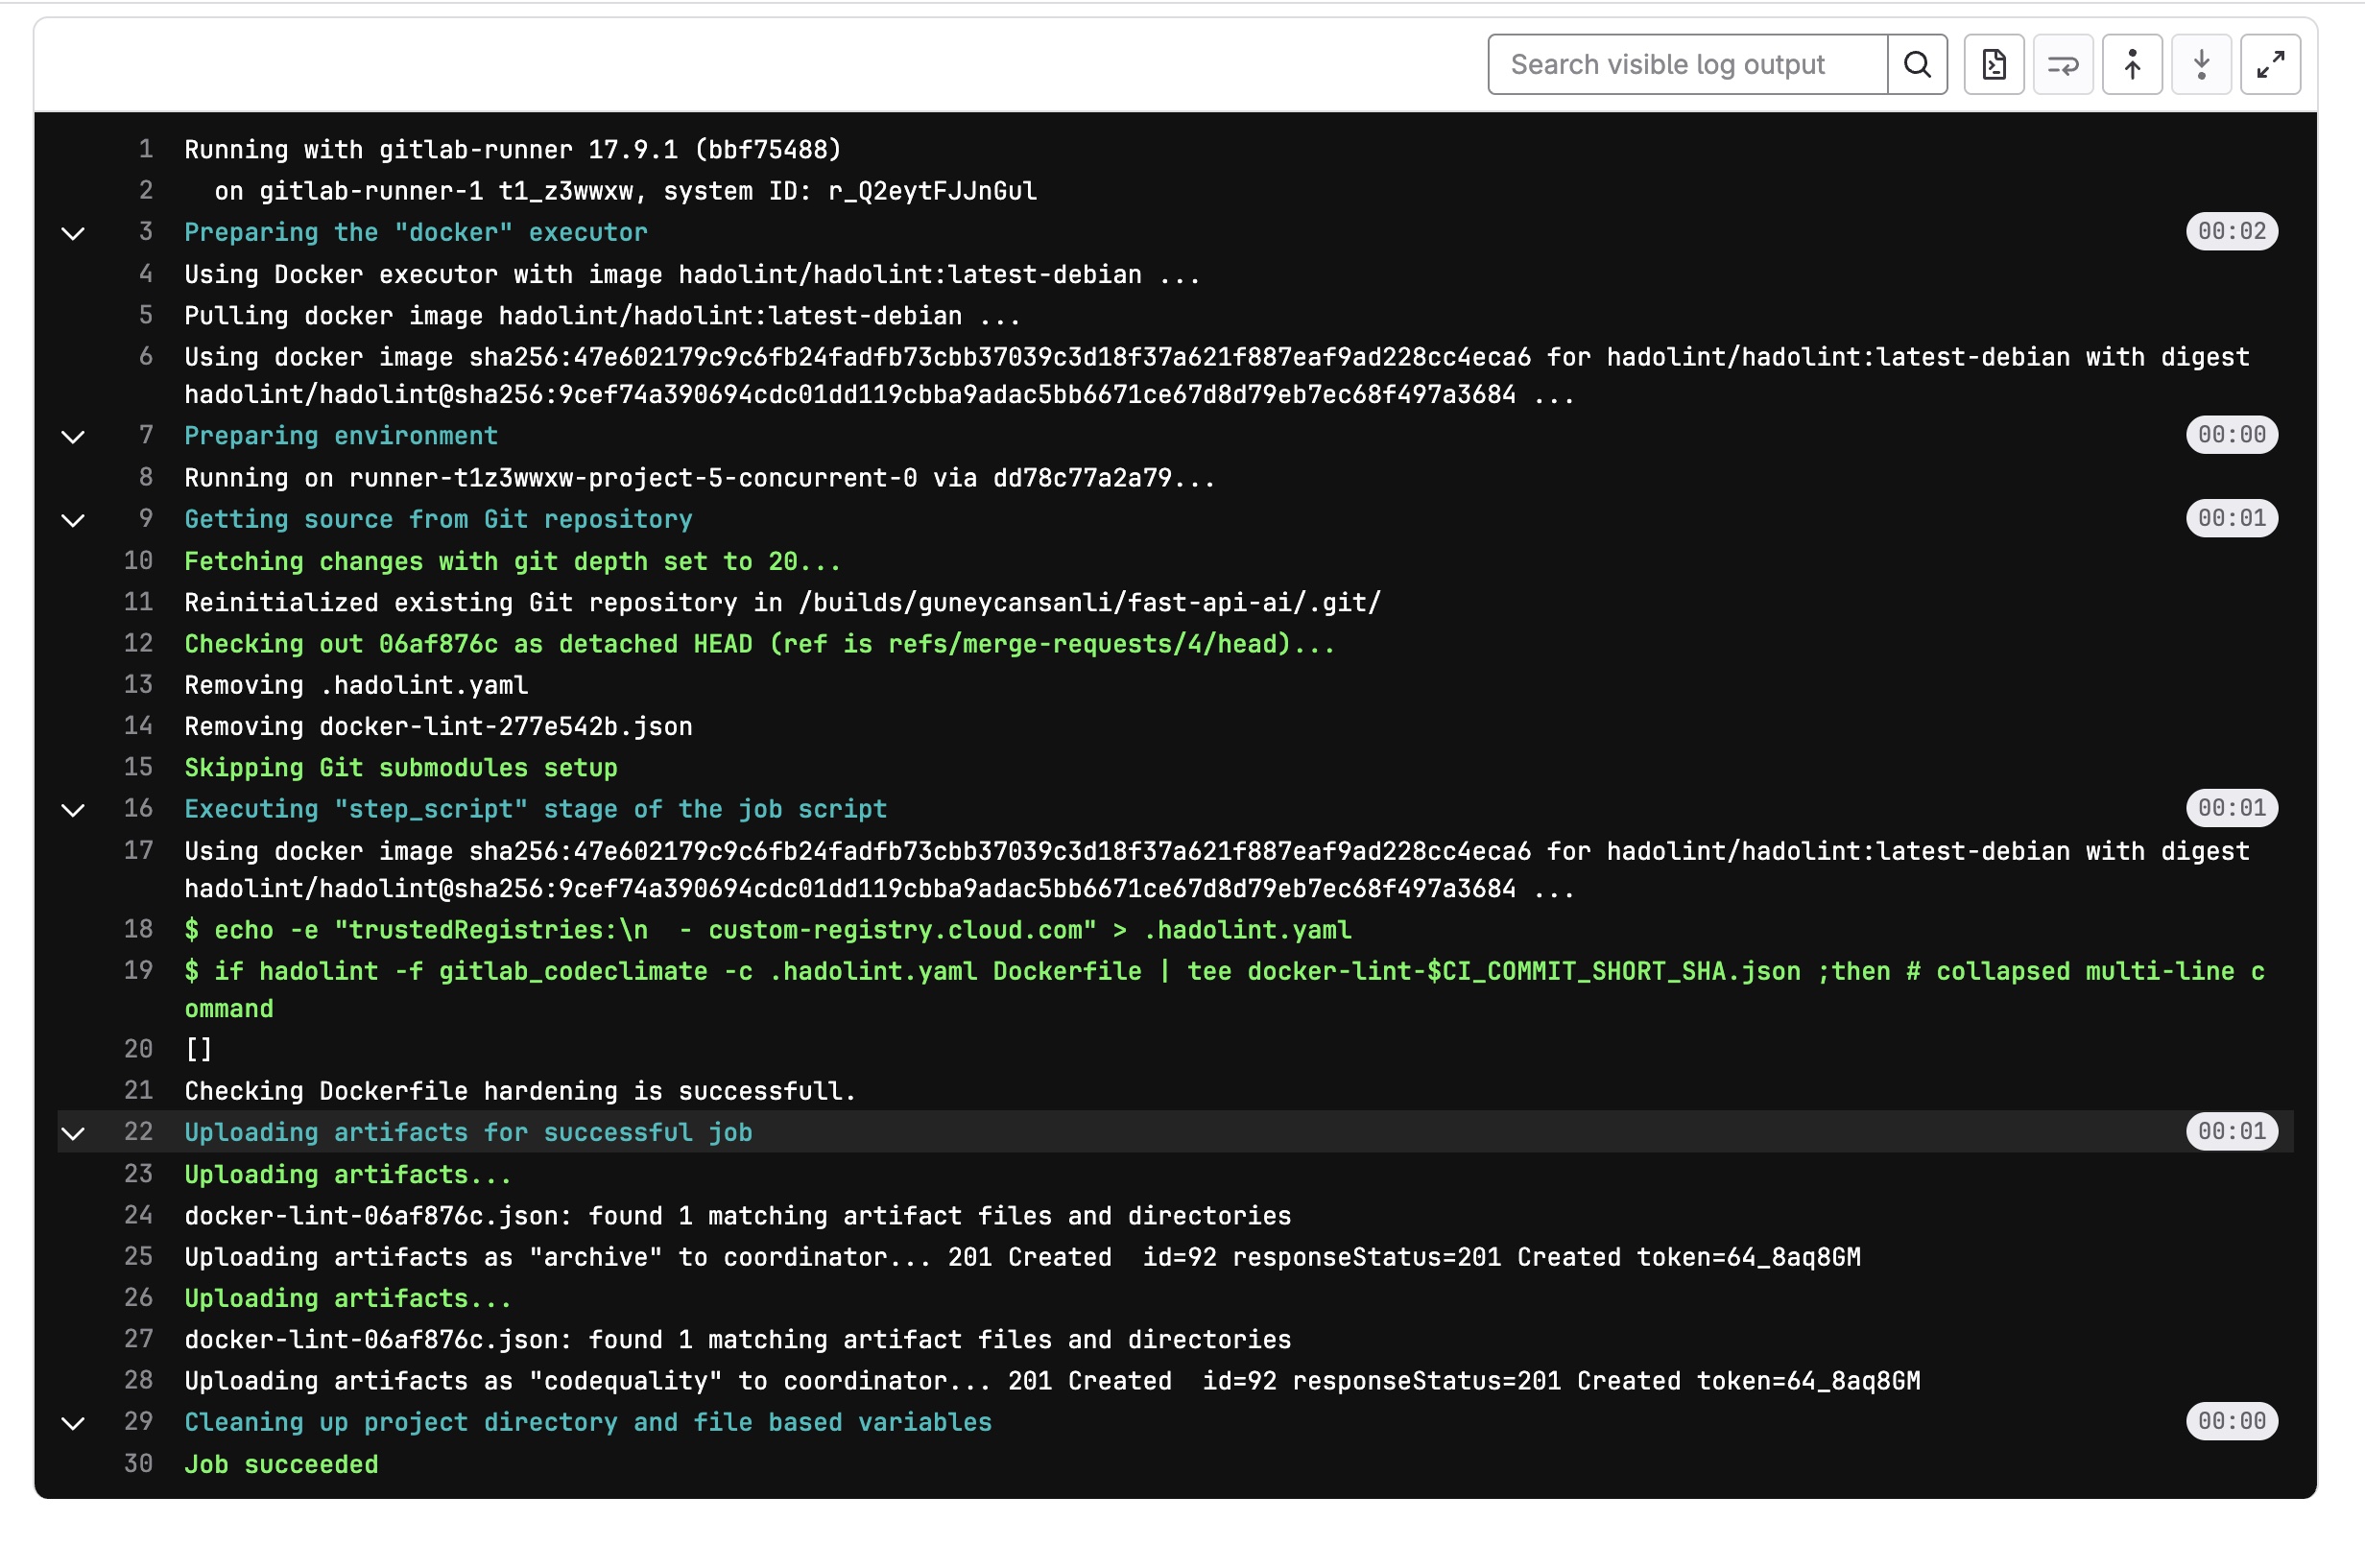 Search visible log output
1 Running with gitlab-runner 17.9.1 (bbf75488)
2 on gitlab-runner-1 t1_z3wwxw, system ID: r_Q2eytFJJnGul
3 Preparing the "docker" executor 00:02
4 Using Docker executor with image hadolint/hadolint:latest-debian ...
5 Pulling docker image hadolint/hadolint:latest-debian ...
6 Using docker image sha256:47e602179c9c6fb24fadfb73cbb37039c3d18f37a621f887eaf9ad228cc4eca6 for hadolint/hadolint:latest-debian with digest
hadolint/hadolint@sha256:9cef74a390694cdc01dd119cbba9adac5bb6671ce67d8d79eb7ec68f497a3684 ...
7 Preparing environment 00:00
8 Running on runner-t1z3wwxw-project-5-concurrent-0 via dd78c77a2a79...
9 Getting source from Git repository 00:01
10 Fetching changes with git depth set to 20...
11 Reinitialized existing Git repository in /builds/guneycansanli/fast-api-ai/.git/
12 Checking out 06af876c as detached HEAD (ref is refs/merge-requests/4/head)...
13 Removing .hadolint.yaml
14 Removing docker-lint-277e542b.json
15 Skipping Git submodules setup
16 Executing "step_script" stage of the job script 00:01
17 Using docker image sha256:47e602179c9c6fb24fadfb73cbb37039c3d18f37a621f887eaf9ad228cc4eca6 for hadolint/hadolint:latest-debian with digest
hadolint/hadolint@sha256:9cef74a390694cdc01dd119cbba9adac5bb6671ce67d8d79eb7ec68f497a3684 ...
18 $ echo -e "trustedRegistries:\n  - custom-registry.cloud.com" > .hadolint.yaml
19 $ if hadolint -f gitlab_codeclimate -c .hadolint.yaml Dockerfile | tee docker-lint-$CI_COMMIT_SHORT_SHA.json ;then # collapsed multi-line c
ommand
20 []
21 Checking Dockerfile hardening is successfull.
22 Uploading artifacts for successful job 00:01
23 Uploading artifacts...
24 docker-lint-06af876c.json: found 1 matching artifact files and directories
25 Uploading artifacts as "archive" to coordinator... 201 Created  id=92 responseStatus=201 Created token=64_8aq8GM
26 Uploading artifacts...
27 docker-lint-06af876c.json: found 1 matching artifact files and directories
28 Uploading artifacts as "codequality" to coordinator... 201 Created  id=92 responseStatus=201 Created token=64_8aq8GM
29 Cleaning up project directory and file based variables 00:00
30 Job succeeded